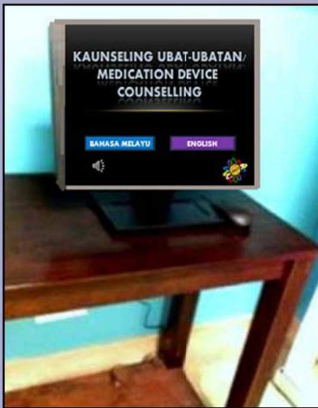 KAUNSELING UBAT-UBATAN/
MEDICATION DEVICE
COUNSELLING
BAHASA MELAYU
ENGLISH